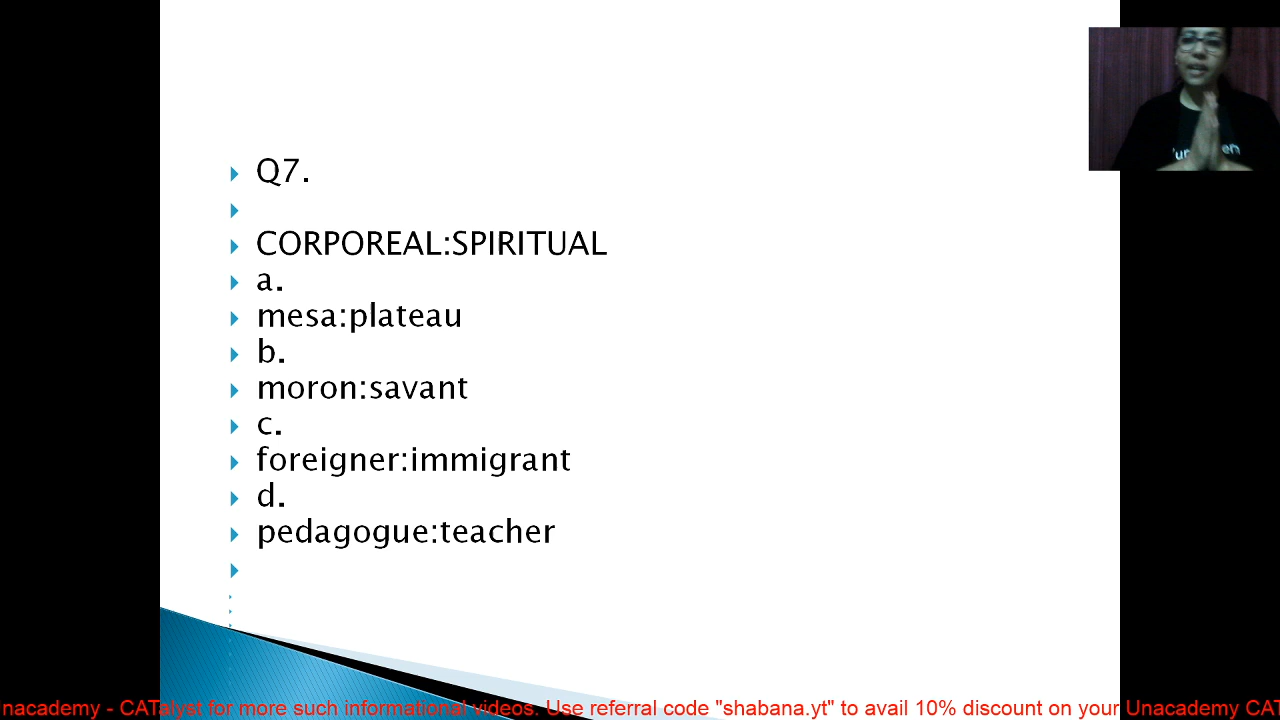 Q7.
CORPOREAL:SPIRITUAL
a.
mesa:plateau
b.
moron:savant
c.
foreigner:immigrant
d.
pedagogue:teacher
nacademy - CATalyst for more such informational videos. Use referral code "shabana.yt" to avail 10% discount on your Unacademy CAT